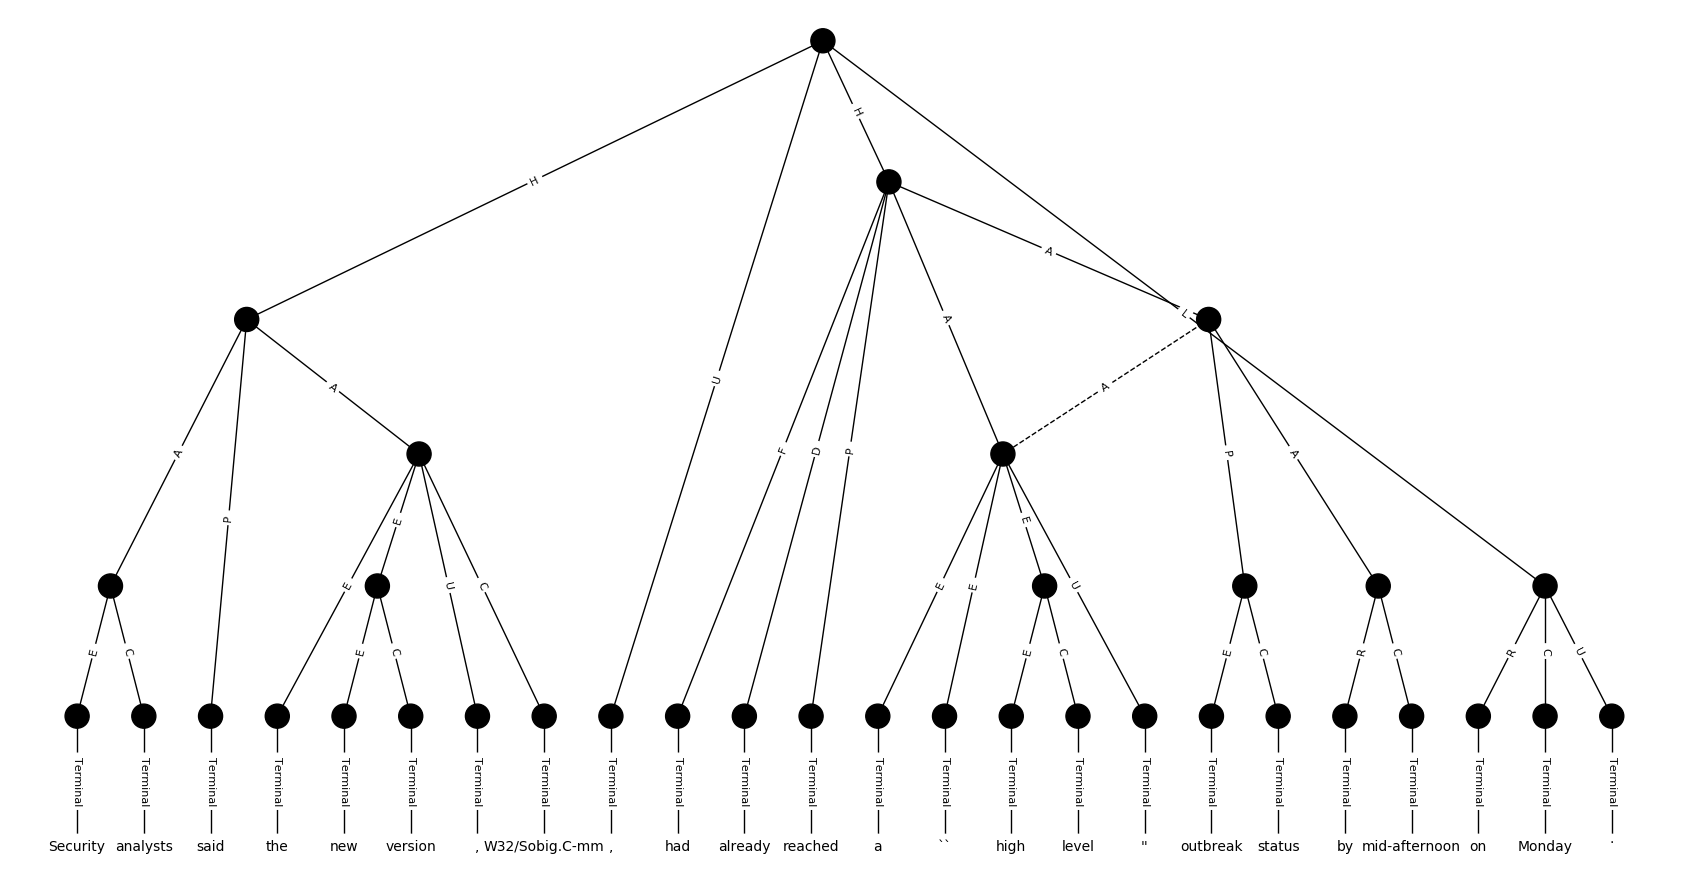 H
A
H
L
U
A
A
A
F
D
P
A
P
A
P
E
E
U
C
E
E
E
U
E
C
E
C
E
C
E
C
R
C
R
C
U
Terminal Terminal Terminal Terminal Terminal Terminal Terminal Terminal Terminal Terminal Terminal Terminal Terminal Terminal Terminal Terminal Terminal Terminal Terminal Terminal Terminal Terminal Terminal Terminal
Security analysts said the new version , W32/Sobig.C-mm , had already reached a `` high level " outbreak status by mid-afternoon on Monday .